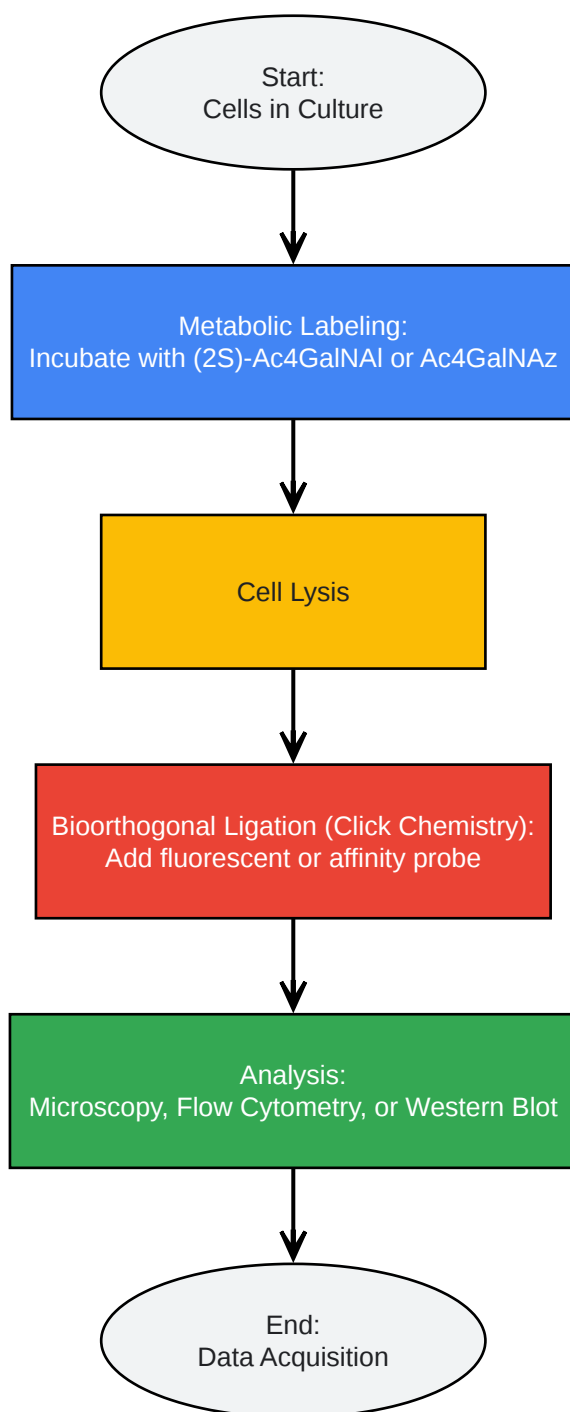 Start:
Cells in Culture
Metabolic Labeling:
Incubate with (2S)-Ac4GalNAl or Ac4GalNAz
Cell Lysis
Bioorthogonal Ligation (Click Chemistry):
Add fluorescent or affinity probe
Analysis:
Microscopy, Flow Cytometry, or Western Blot
End:
Data Acquisition